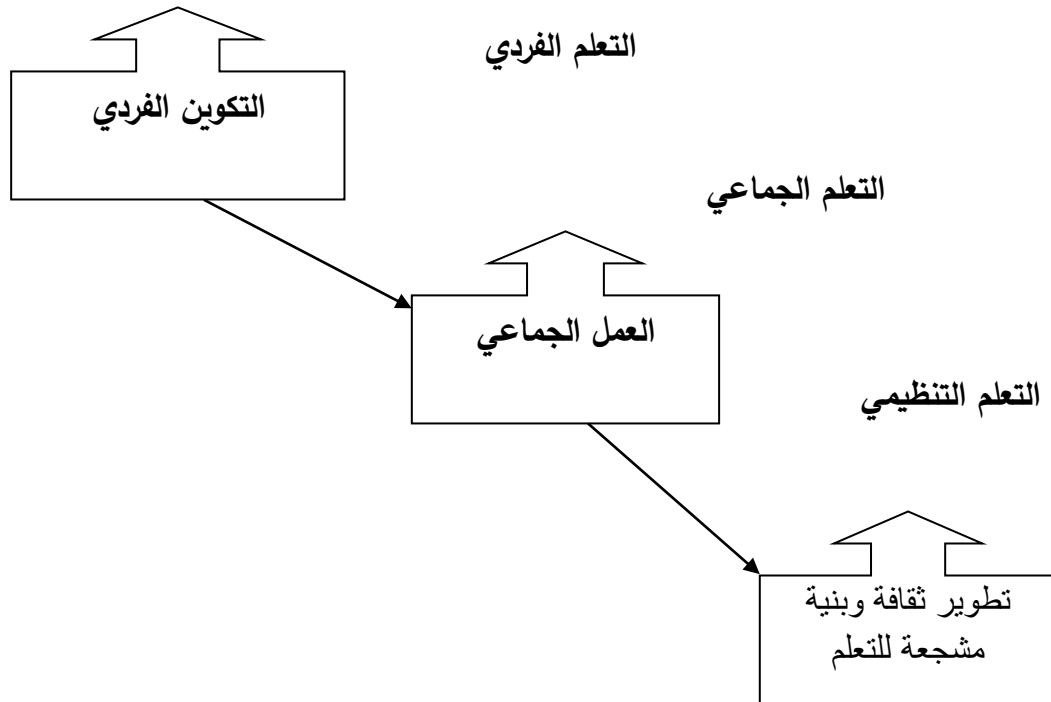 التعلم الفردي
التكوين الفردي
التعلم الجماعي
العمل الجماعي
التعلم التنظيمي
تطوير ثقافة وبنية
مشجعة للتعلم